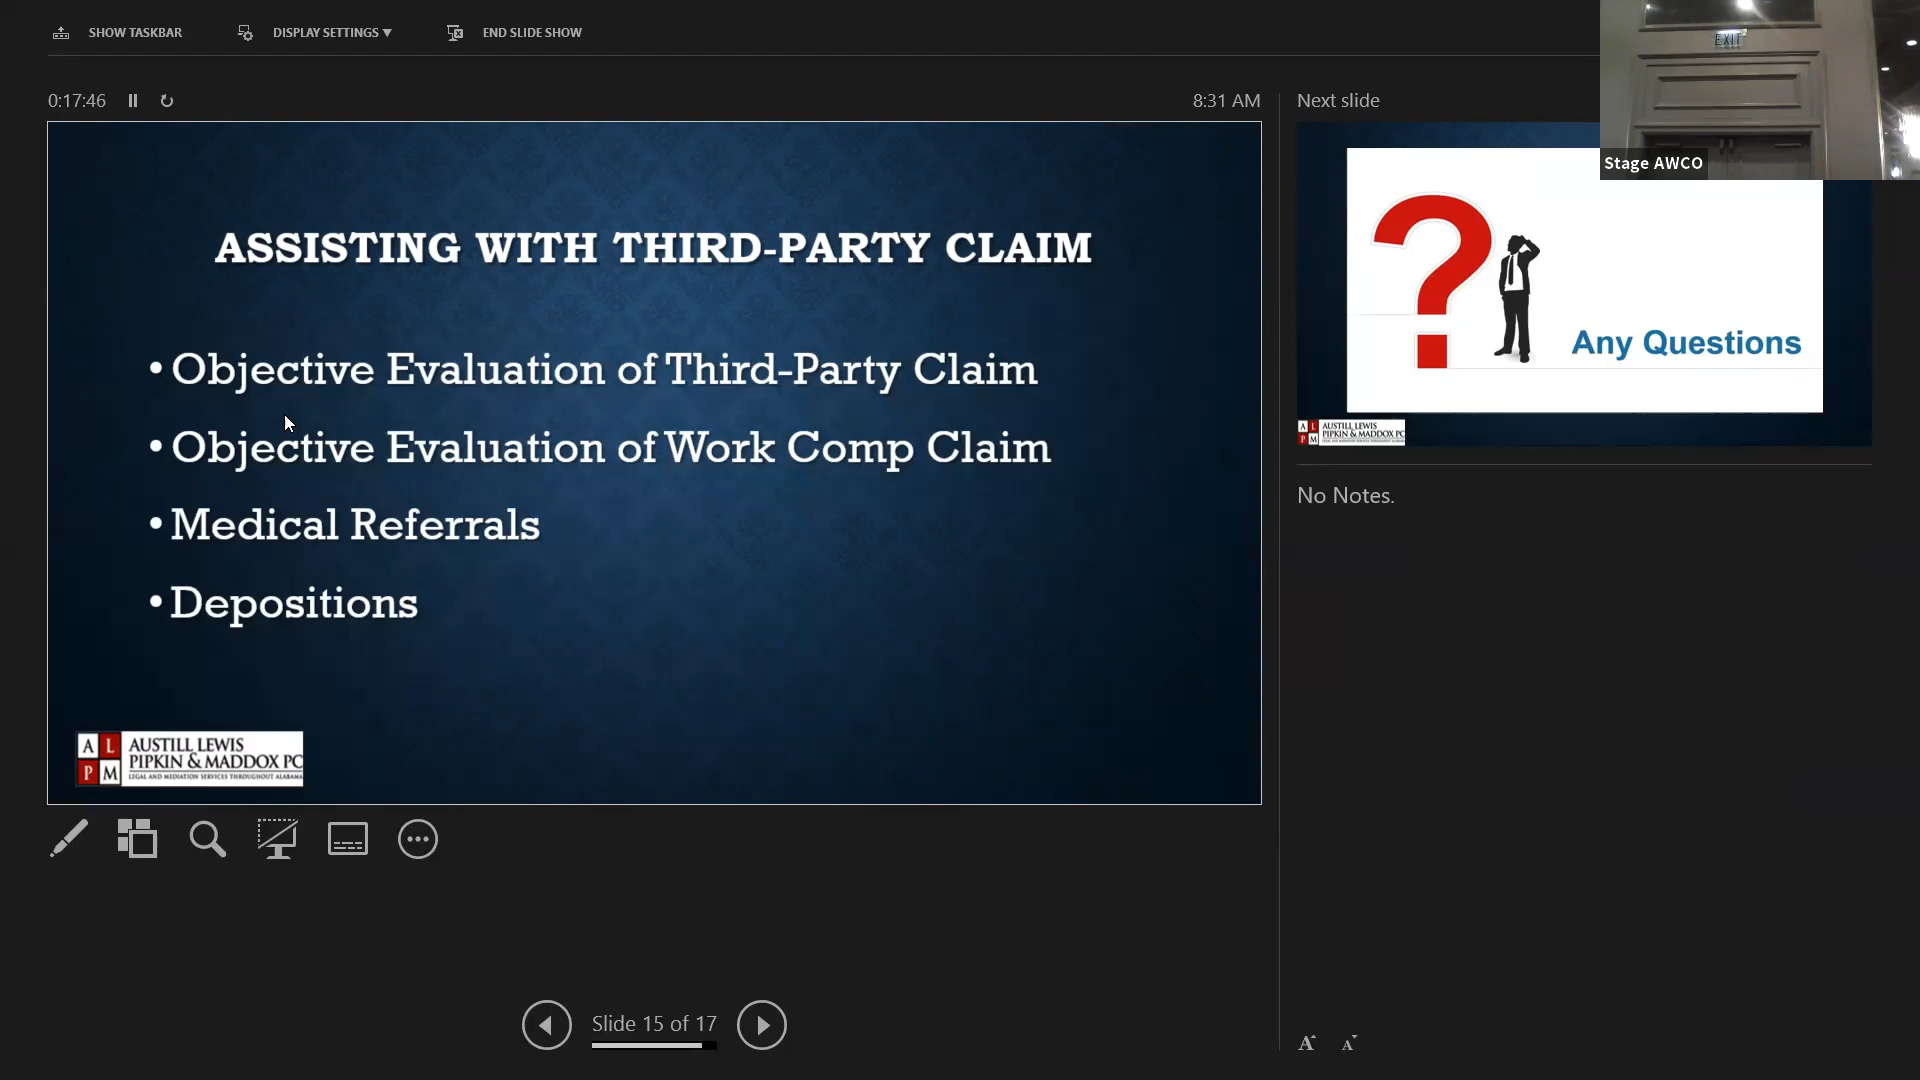 SHOW TASKBAR
DISPLAY SETTINGS ▼
END SLIDE SHOW
EXIT
Stage AWCO
0:17:46
8:31 AM
Next slide
ASSISTING WITH THIRD-PARTY CLAIM
• Objective Evaluation of Third-Party Claim
• Objective Evaluation of Work Comp Claim
• Medical Referrals
• Depositions
A L P M
AUSTILL LEWIS
PIPKIN & MADDOX PC
LEGAL AND MEDIATION SERVICES THROUGHOUT ALABAMA
?
Any Questions
A L P M
AUSTILL LEWIS
PIPKIN & MADDOX PC
No Notes.
Slide 15 of 17
A A